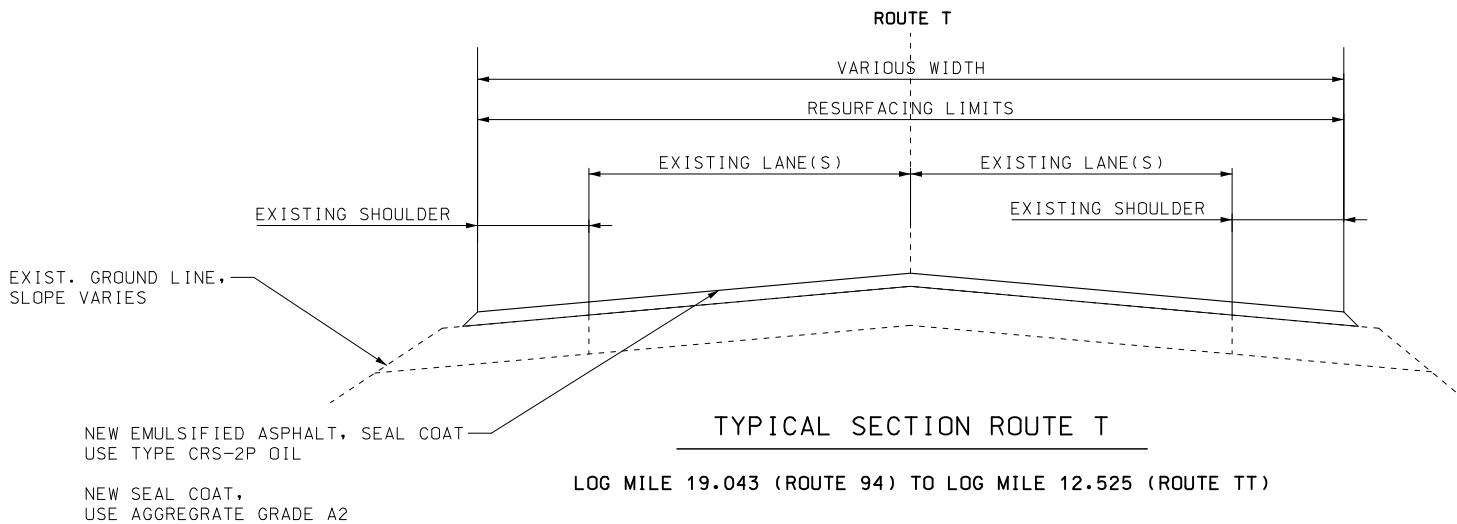 ROUTE T
VARIOUS WIDTH
RESURFACING LIMITS
EXISTING LANE(S)
EXISTING LANE(S)
EXISTING SHOULDER
EXISTING SHOULDER
EXIST. GROUND LINE,
SLOPE VARIES
NEW EMULSIFIED ASPHALT, SEAL COAT
USE TYPE CRS-2P OIL
NEW SEAL COAT,
USE AGGREGRATE GRADE A2
TYPICAL SECTION ROUTE T
LOG MILE 19.043 (ROUTE 94) TO LOG MILE 12.525 (ROUTE TT)